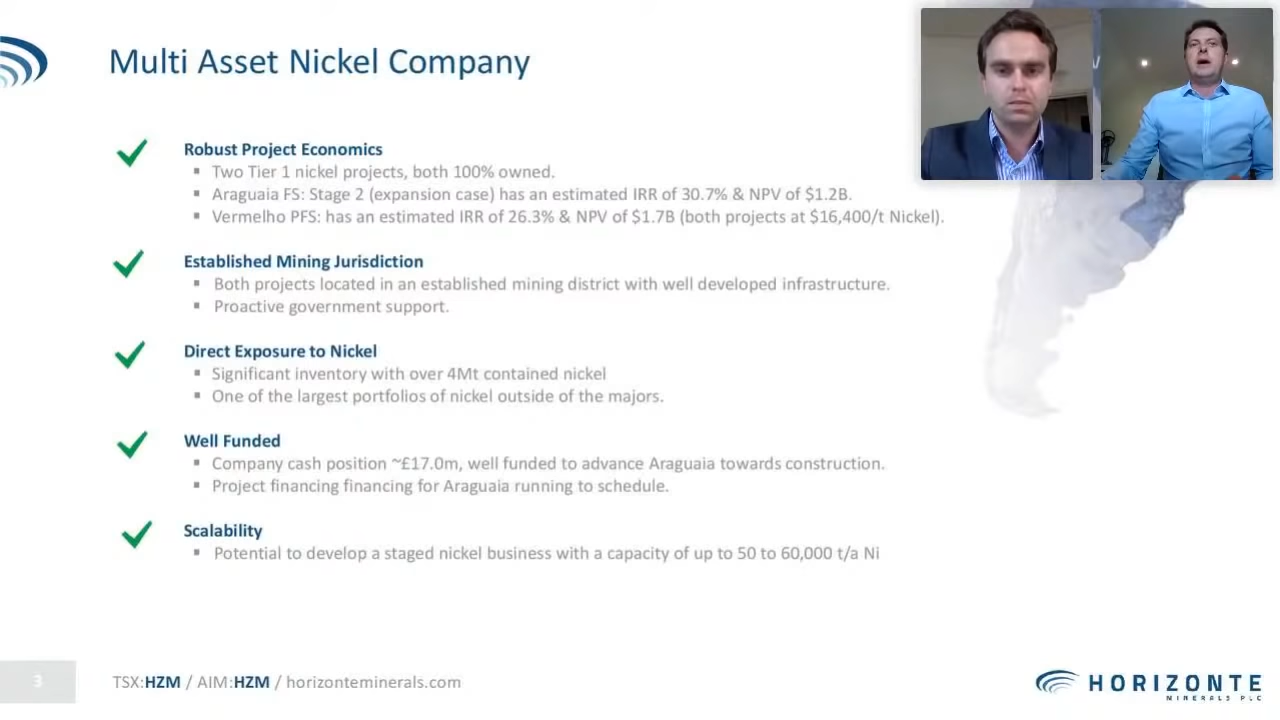 Multi Asset Nickel Company
Robust Project Economics
▪ Two Tier 1 nickel projects, both 100% owned.
▪ Araguaia FS: Stage 2 (expansion case) has an estimated IRR of 30.7% & NPV of $1.2B.
▪ Vermelho PFS: has an estimated IRR of 26.3% & NPV of $1.7B (both projects at $16,400/t Nickel).
Established Mining Jurisdiction
▪ Both projects located in an established mining district with well developed infrastructure.
▪ Proactive government support.
Direct Exposure to Nickel
▪ Significant inventory with over 4Mt contained nickel
▪ One of the largest portfolios of nickel outside of the majors.
Well Funded
▪ Company cash position ~£17.0m, well funded to advance Araguaia towards construction.
▪ Project financing financing for Araguaia running to schedule.
Scalability
▪ Potential to develop a staged nickel business with a capacity of up to 50 to 60,000 t/a Ni
3
TSX:HZM / AIM:HZM / horizonteminerals.com
HORIZONTE
MINERALS PLC